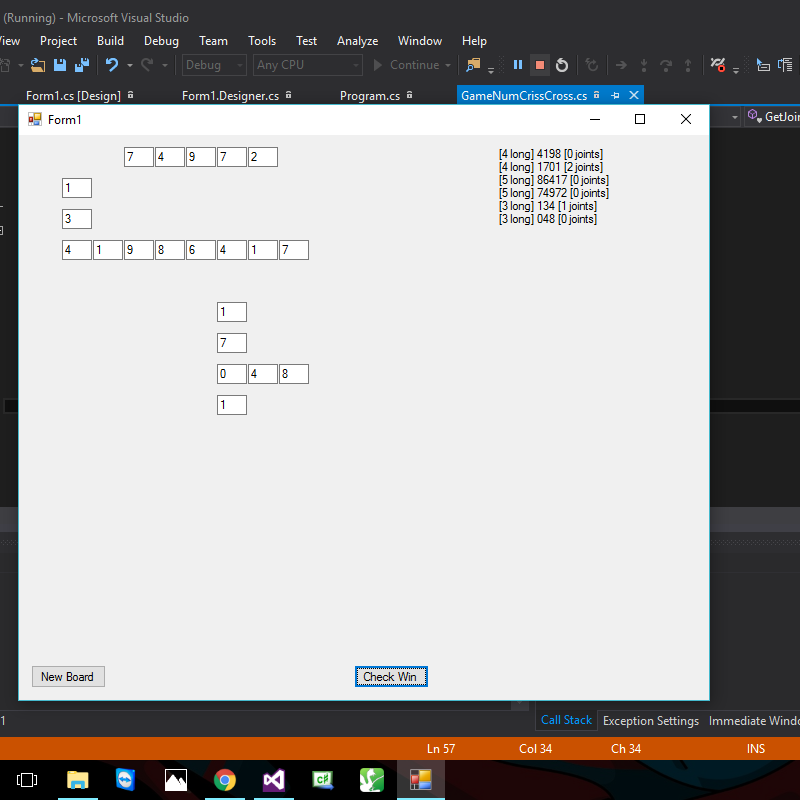 (Running) - Microsoft Visual Studio
View Project Build Debug Team Tools Test Analyze Window Help
Debug Any CPU Continue
Form1.cs [Design] Form1.Designer.cs Program.cs GameNumCrissCross.cs
Form1
GetJoin
7 4 9 7 2
1
3
4 1 9 8 6 4 1 7
1
7
0 4 8
1
[4 long] 4198 [0 joints]
[4 long] 1701 [2 joints]
[5 long] 86417 [0 joints]
[5 long] 74972 [0 joints]
[3 long] 134 [1 joints]
[3 long] 048 [0 joints]
New Board Check Win
1
Call Stack Exception Settings Immediate Windo
Ln 57 Col 34 Ch 34 INS
C#